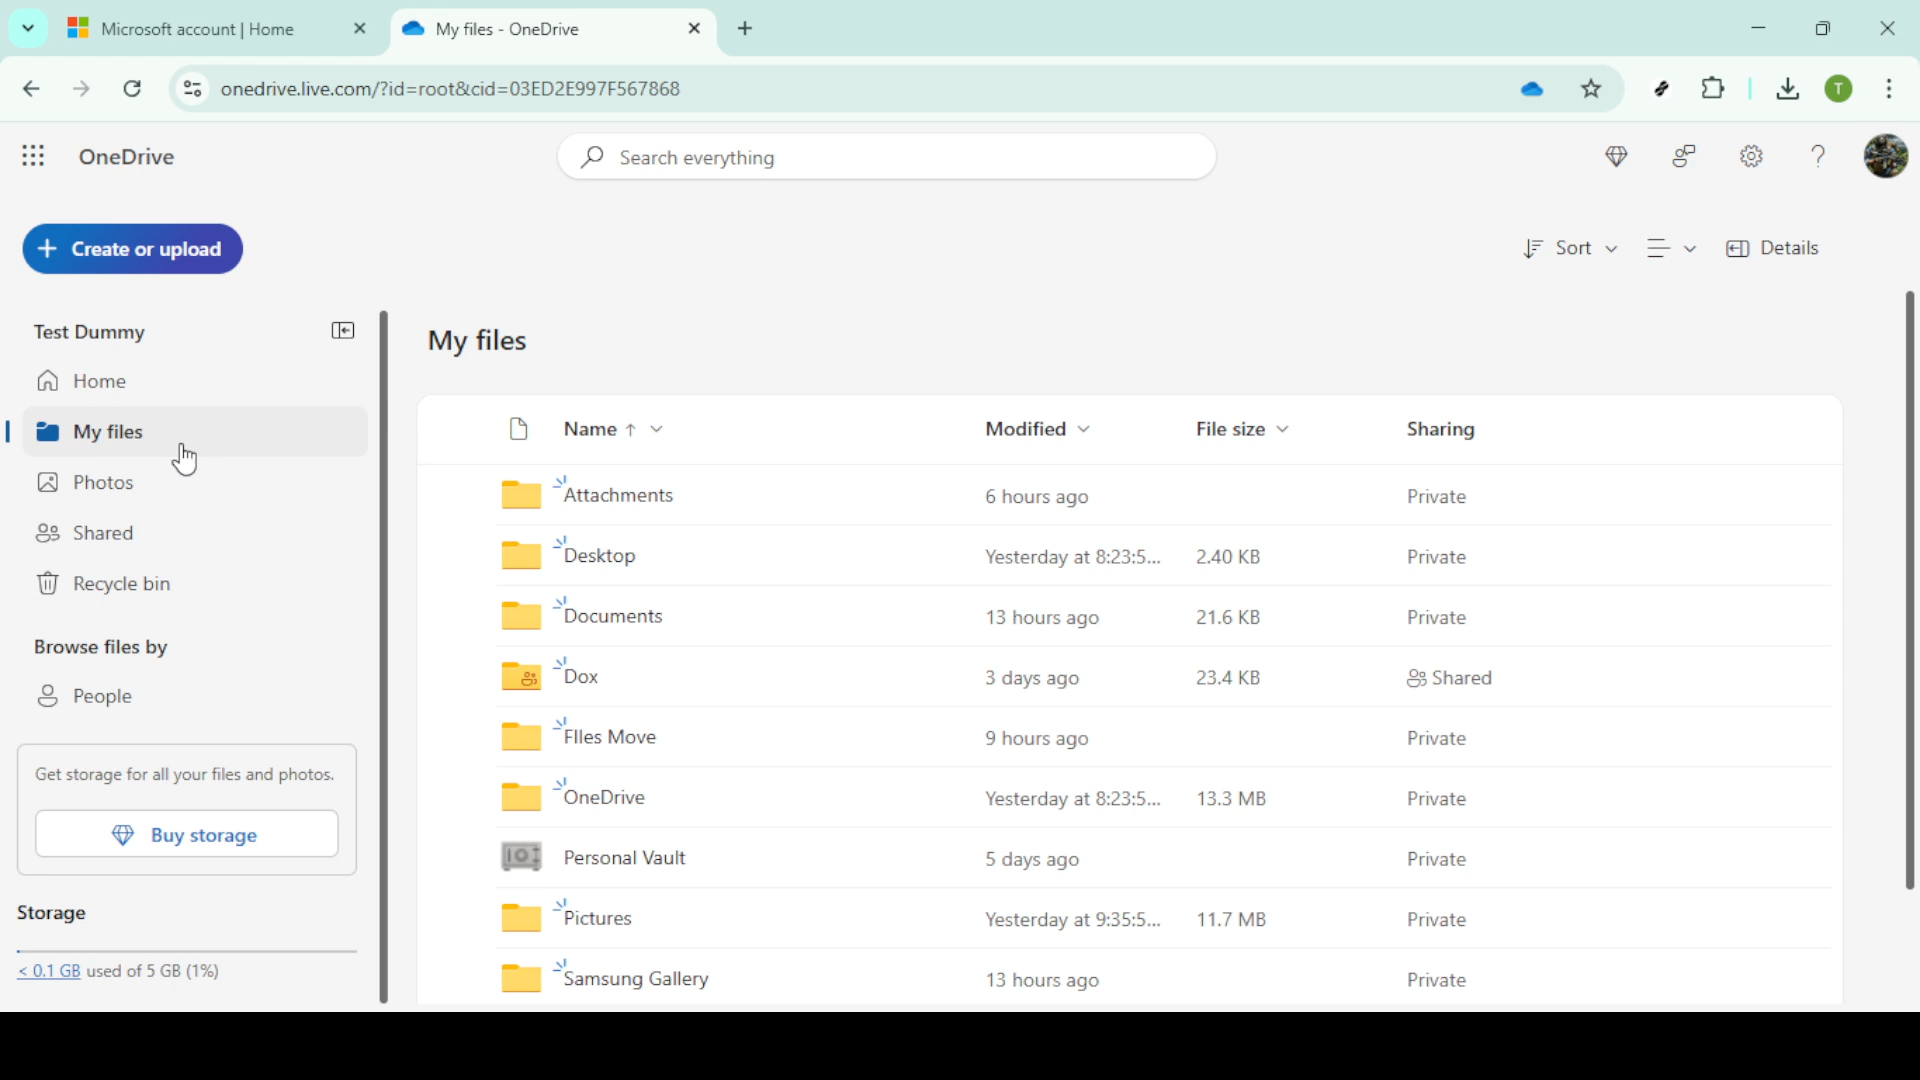 Microsoft account | Home
My files - OneDrive
onedrive.live.com/?id=root&cid=03ED2E997F567868
T
OneDrive
Search everything
Create or upload
Sort
Details
Test Dummy
Home
My files
Photos
Shared
Recycle bin
Browse files by
People
Get storage for all your files and photos.
Buy storage
Storage
< 0.1 GB used of 5 GB (1%)
My files
Name Modified File size Sharing
Attachments 6 hours ago Private
Desktop Yesterday at 8:23:5... 2.40 KB Private
Documents 13 hours ago 21.6 KB Private
Dox 3 days ago 23.4 KB Shared
FIles Move 9 hours ago Private
OneDrive Yesterday at 8:23:5... 13.3 MB Private
Personal Vault 5 days ago Private
Pictures Yesterday at 9:35:5... 11.7 MB Private
Samsung Gallery 13 hours ago Private